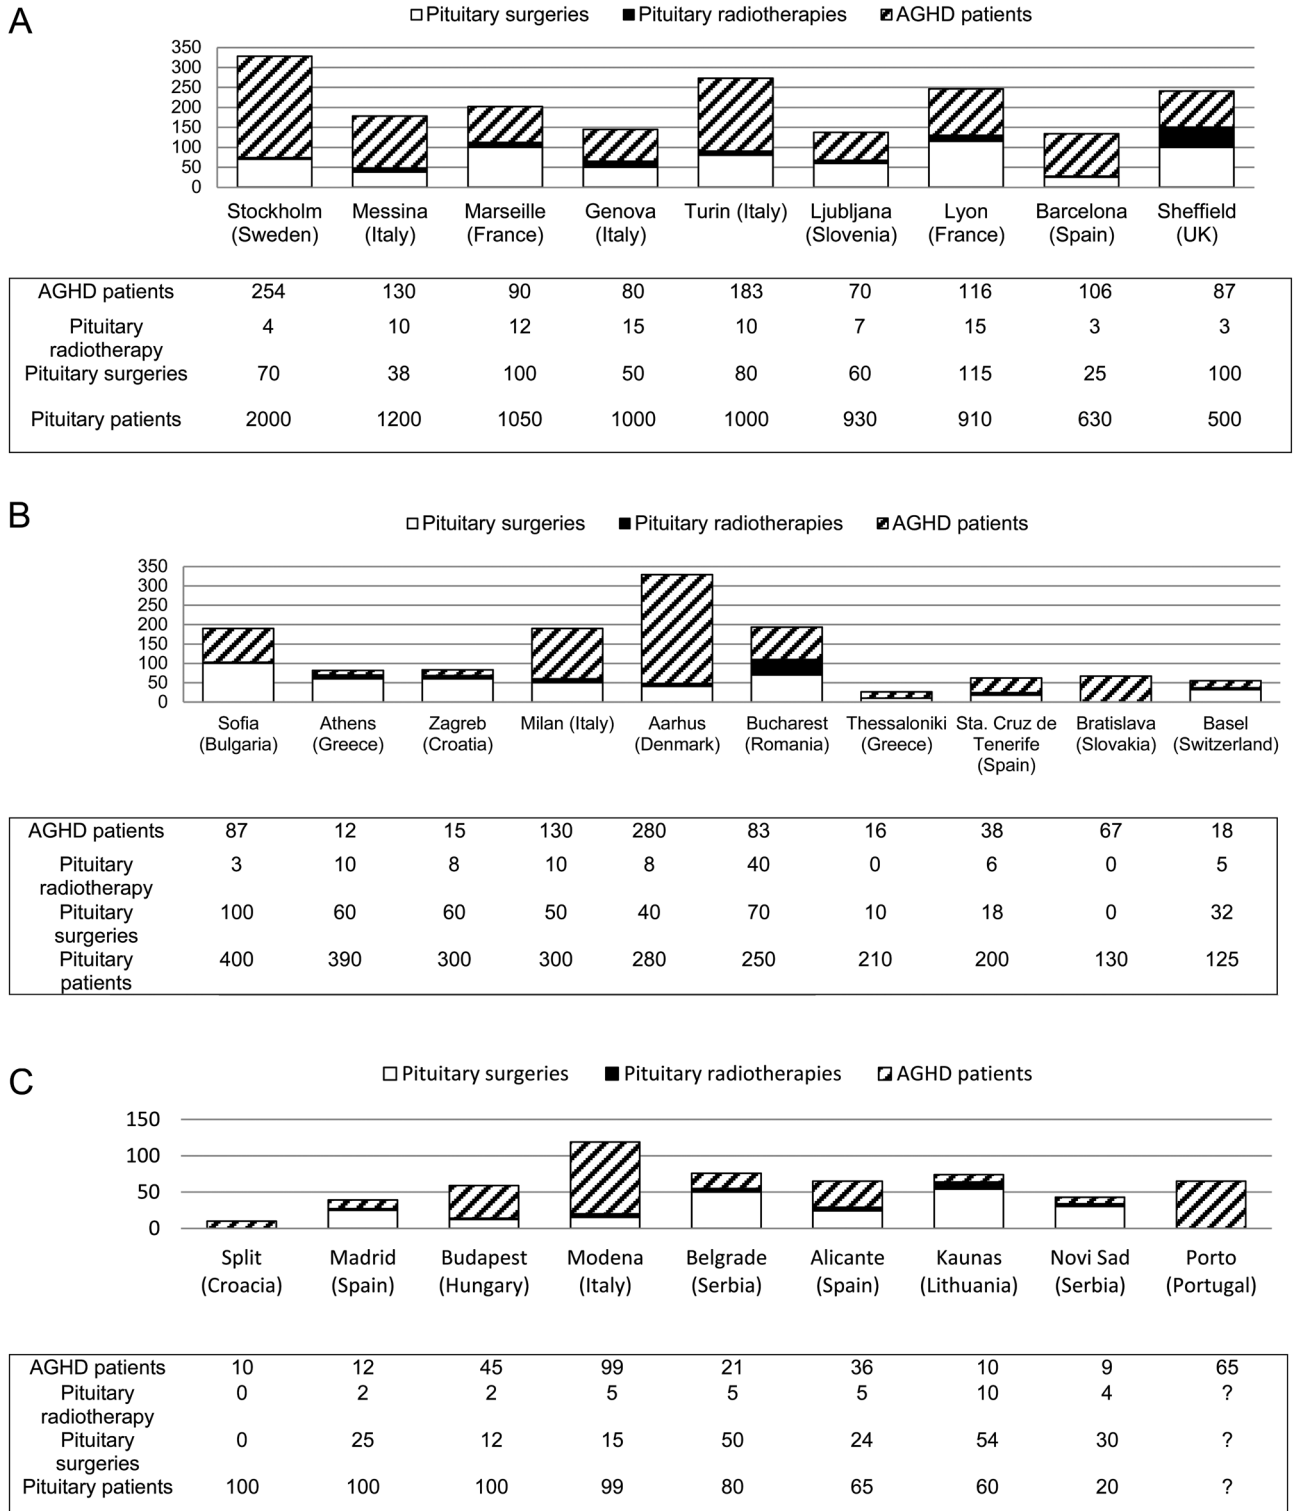 A
Pituitary surgeries Pituitary radiotherapies AGHD patients
350
300
250
200
150
100
50
0
Stockholm Messina Marseille Genova Turin (Italy) Ljubljana Lyon Barcelona Sheffield
(Sweden) (Italy) (France) (Italy) (Slovenia) (France) (Spain) (UK)
AGHD patients 254 130 90 80 183 70 116 106 87
Pituitary 4 10 12 15 10 7 15 3 3
radiotherapy
Pituitary surgeries 70 38 100 50 80 60 115 25 100
Pituitary patients 2000 1200 1050 1000 1000 930 910 630 500
B
Pituitary surgeries Pituitary radiotherapies AGHD patients
350
300
250
200
150
100
50
0
Sofia Athens Zagreb Milan (Italy) Aarhus Bucharest Thessaloniki Sta. Cruz de Bratislava Basel
(Bulgaria) (Greece) (Croatia) (Denmark) (Romania) (Greece) Tenerife (Slovakia) (Switzerland)
(Spain)
AGHD patients 87 12 15 130 280 83 16 38 67 18
Pituitary 3 10 8 10 8 40 0 6 0 5
radiotherapy
Pituitary 100 60 60 50 40 70 10 18 0 32
surgeries
Pituitary 400 390 300 300 280 250 210 200 130 125
patients
C
Pituitary surgeries Pituitary radiotherapies AGHD patients
150
100
50
0
Split Madrid Budapest Modena Belgrade Alicante Kaunas Novi Sad Porto
(Croacia) (Spain) (Hungary) (Italy) (Serbia) (Spain) (Lithuania) (Serbia) (Portugal)
AGHD patients 10 12 45 99 21 36 10 9 65
Pituitary 0 2 2 5 5 5 10 4 ?
radiotherapy
Pituitary 0 25 12 15 50 24 54 30 ?
surgeries
Pituitary patients 100 100 100 99 80 65 60 20 ?